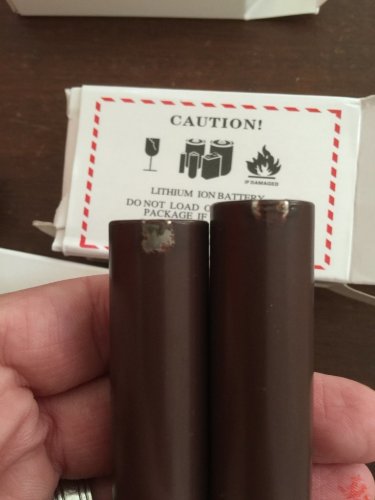 CAUTION!
IF DAMAGED
LITHIUM ION BATTERY
DO NOT LOAD O
PACKAGE IF